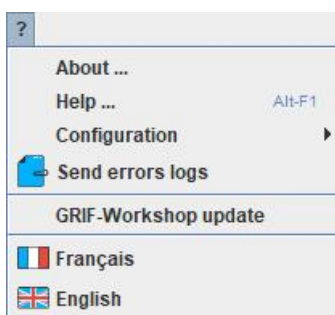 ?
About ...
Help ... Alt-F1
Configuration
Send errors logs
GRIF-Workshop update
Français
English